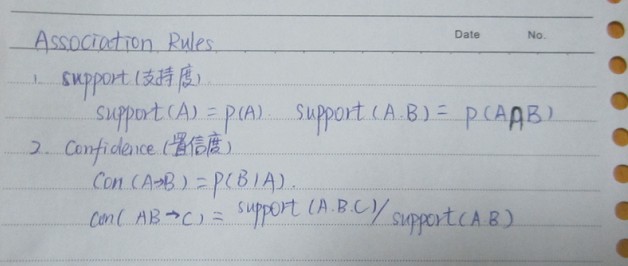 Date No.
Association Rules
1. support (支持度)
support (A) = P(A). support (A.B) = P(A∩B)
2. Confidence (置信度)
Con (A→B) = P(B|A).
Con( AB→C) = support (A.B.C) / support (A.B)